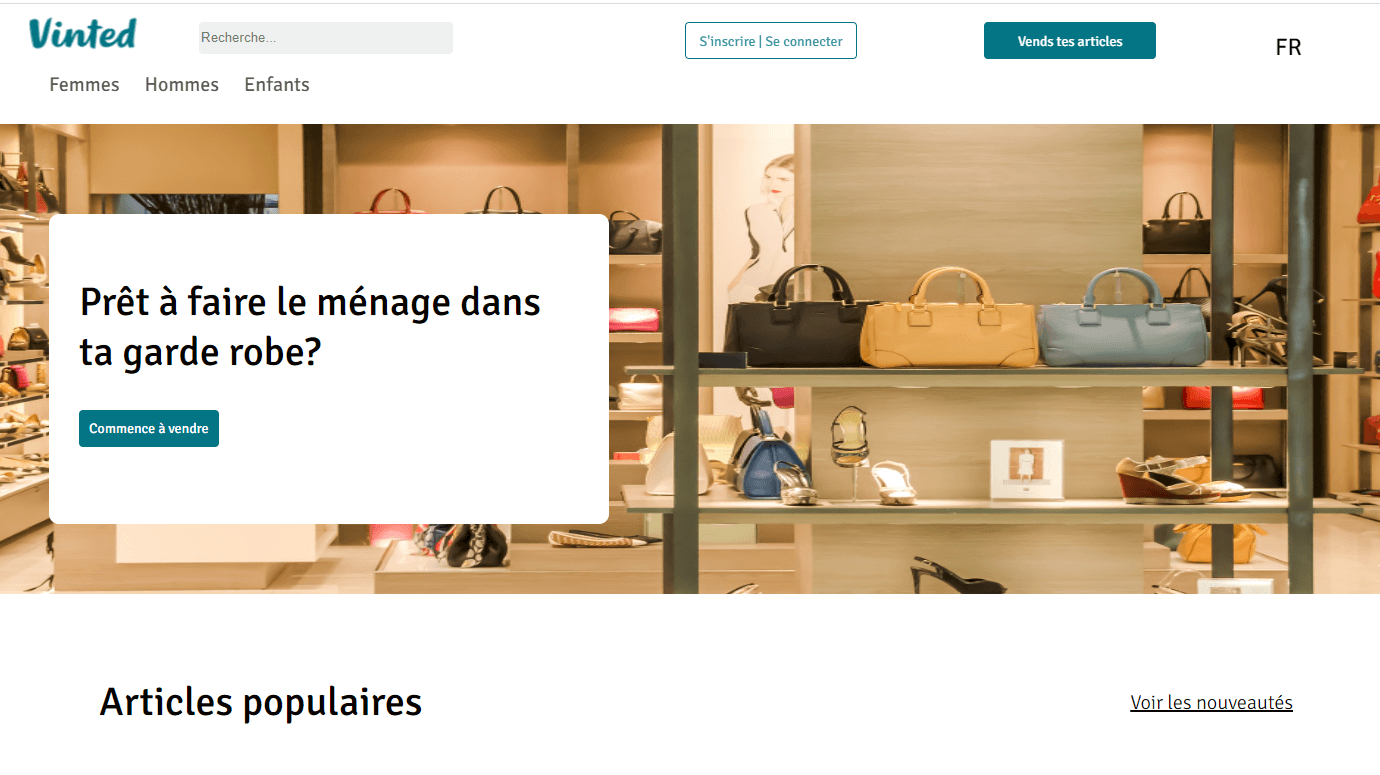 Vinted
Recherche...
S'inscrire | Se connecter
Vends tes articles
FR
Femmes Hommes Enfants
Prêt à faire le ménage dans
ta garde robe?
Commence à vendre
Articles populaires
Voir les nouveautés